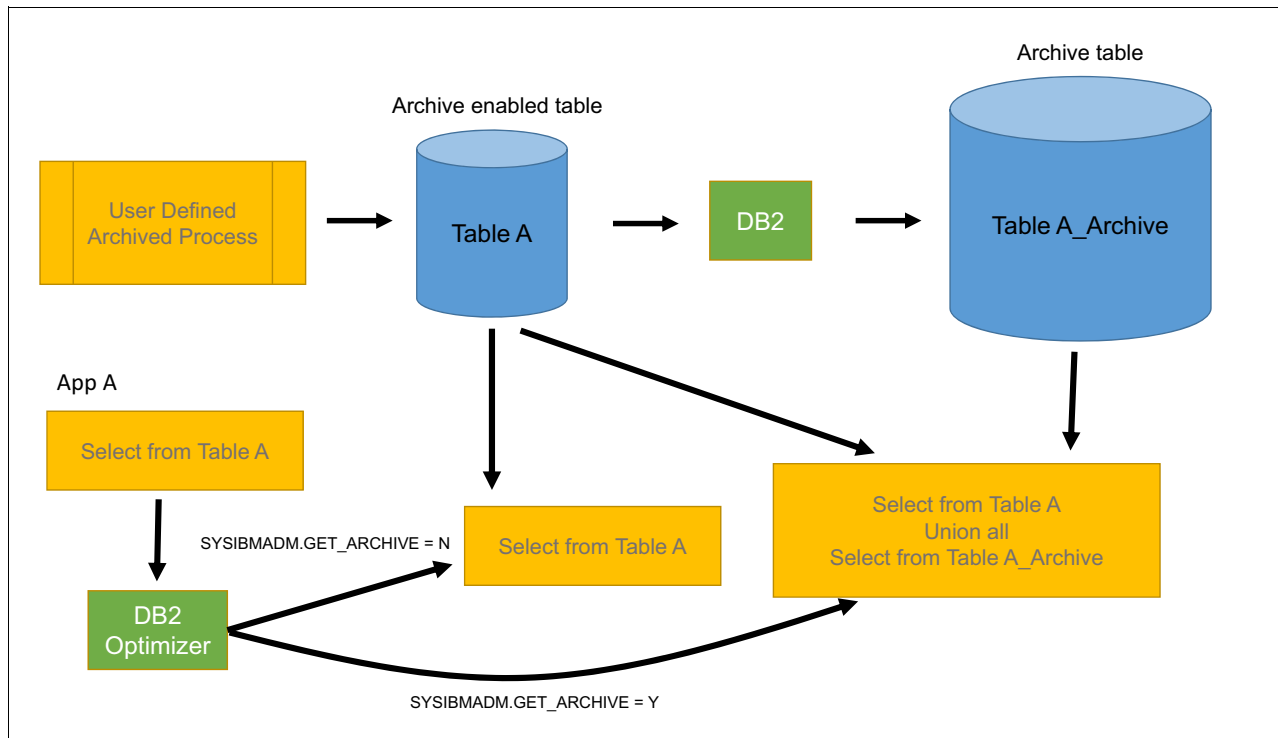 Archive table
Archive enabled table
User Defined
Archived Process
Table A
DB2
Table A_Archive
App A
Select from Table A
SYSIBMADM.GET_ARCHIVE = N
Select from Table A
Select from Table A
Union all
Select from Table A_Archive
DB2
Optimizer
SYSIBMADM.GET_ARCHIVE = Y